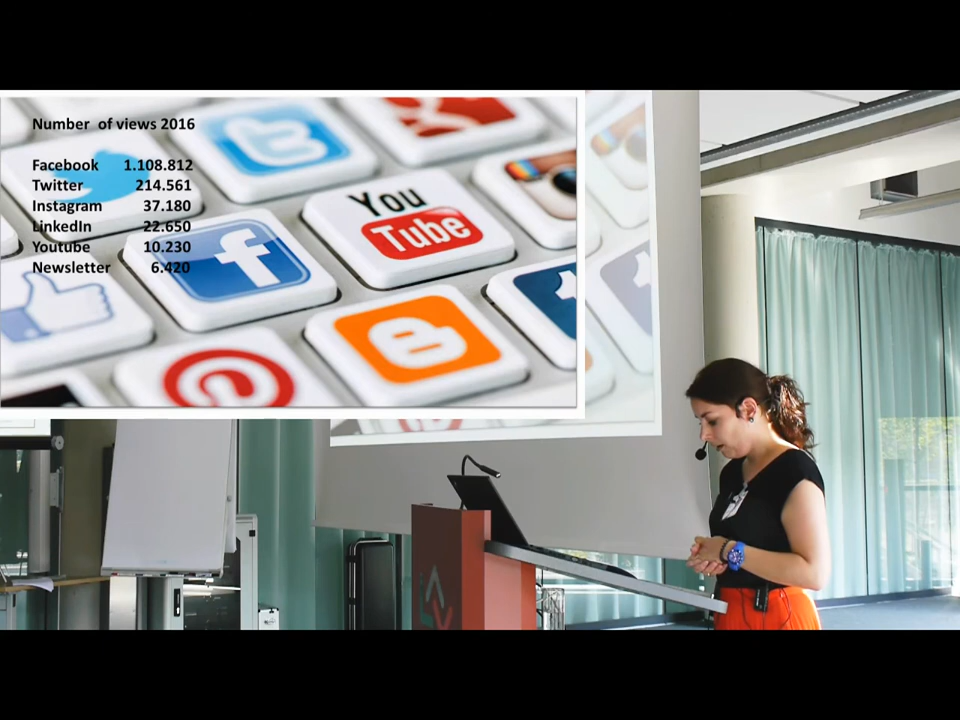 Number of views 2016
Facebook 1.108.812
Twitter 214.561
Instagram 37.180
LinkedIn 22.650
Youtube 10.230
Newsletter 6.420
You
Tube